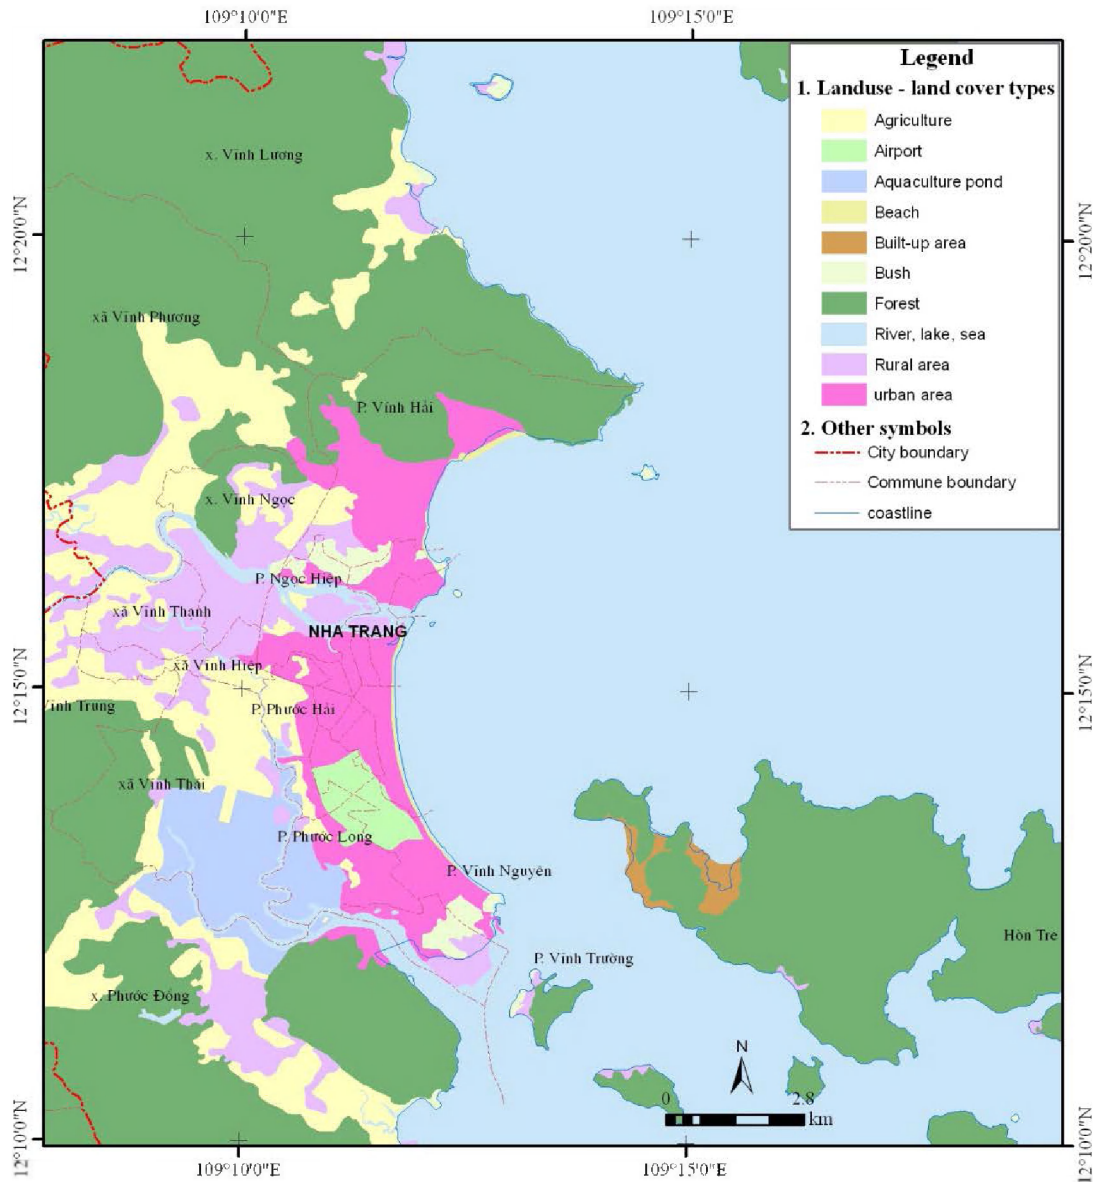 109°10'0"E
109°15'0"E
Legend
1. Landuse - land cover types
Agriculture
Airport
Aquaculture pond
Beach
Built-up area
Bush
Forest
River, lake, sea
Rural area
urban area
2. Other symbols
City boundary
Commune boundary
coastline
x. Vĩnh Lương
12°20'0"N
12°20'0"N
xã Vĩnh Phương
P. Vĩnh Hải
x. Vĩnh Ngọc
P. Ngọc Hiệp
xã Vĩnh Thanh
NHA TRANG
xã Vĩnh Hiệp
12°15'0"N
12°15'0"N
Vĩnh Trung
P. Phước Hải
xã Vĩnh Thái
P. Phước Long
P. Vĩnh Nguyên
Hòn Tre
P. Vĩnh Trường
x. Phước Đồng
N
0 2.8
km
12°10'0"N
12°10'0"N
109°10'0"E
109°15'0"E